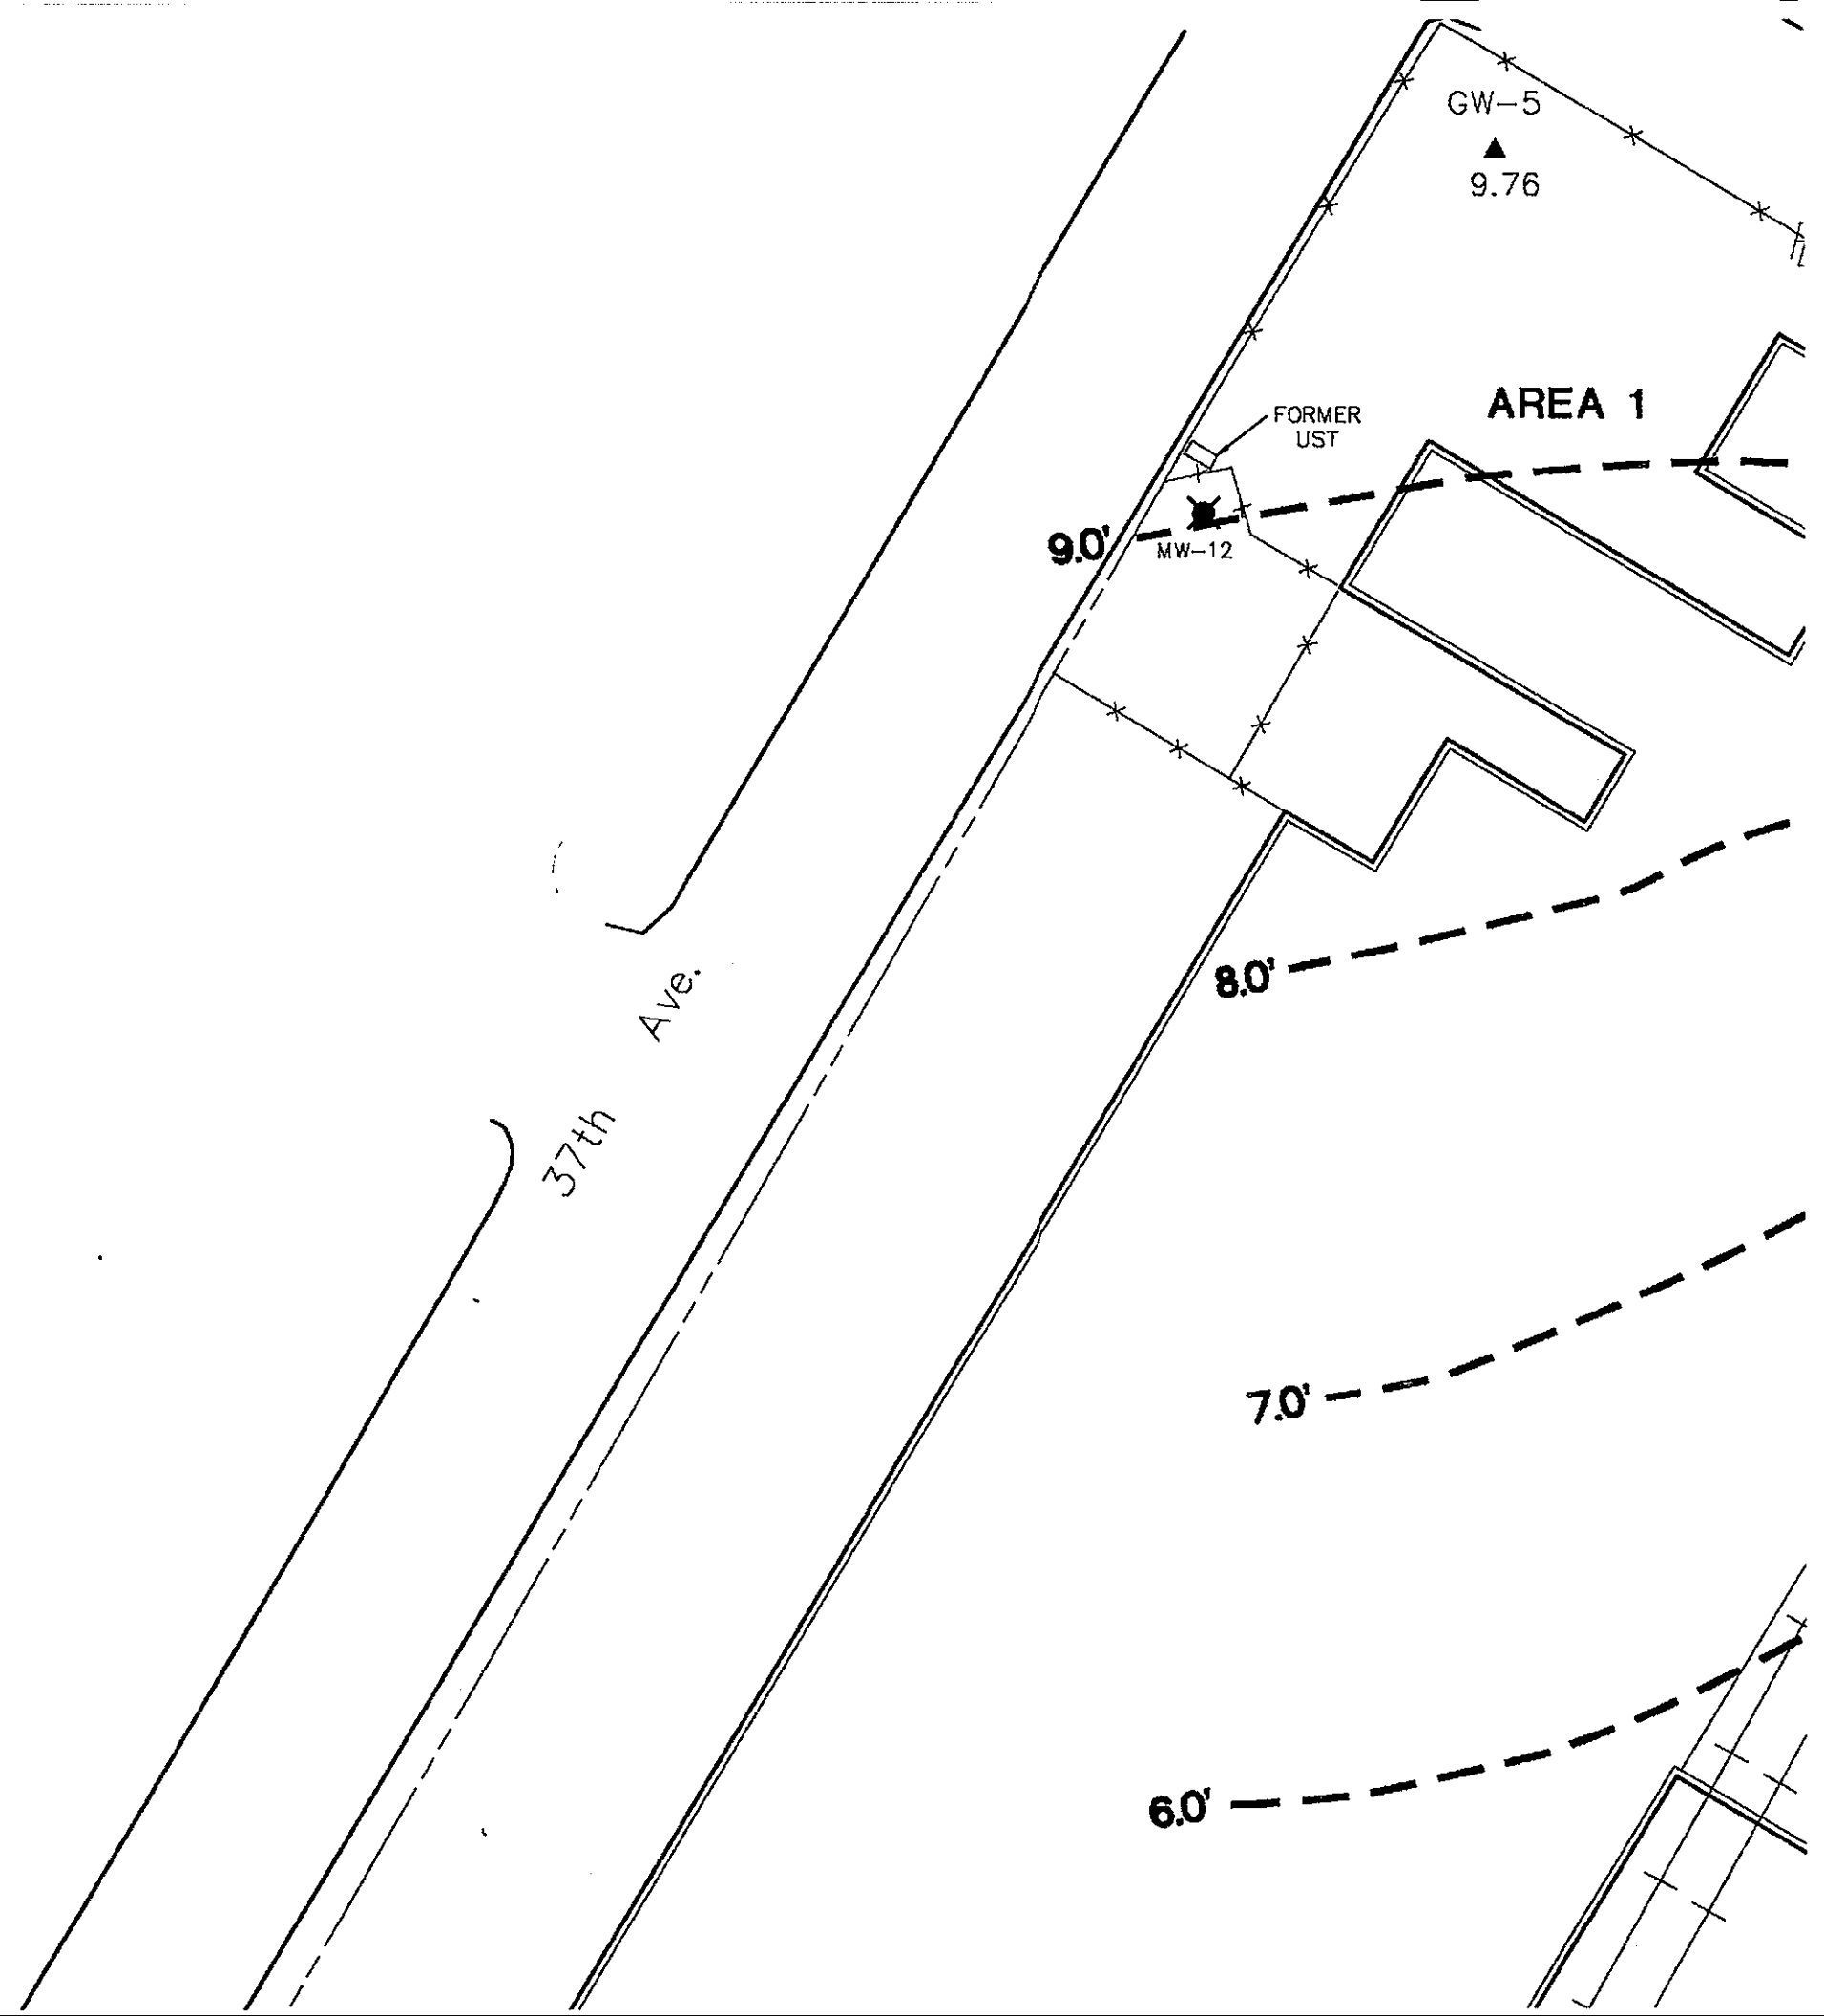 GW-5
9.76
AREA 1
FORMER
UST
9.0'
MW-12
8.0'
37th Ave.
7.0'
6.0'